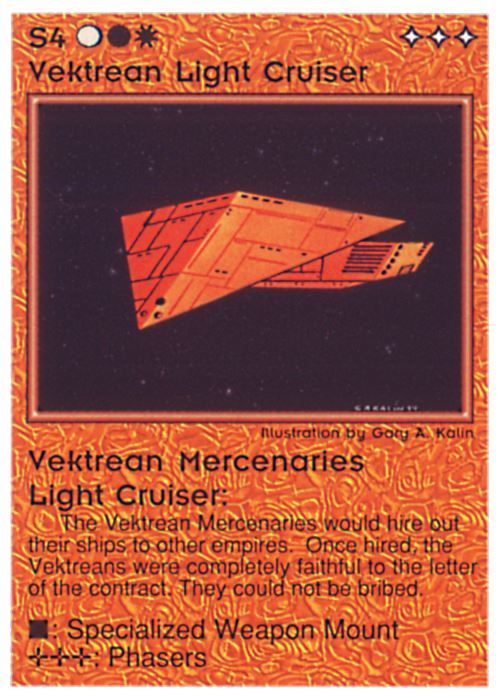 S4
Vektrean Light Cruiser
G A KALIN 94
Illustration by Gary A. Kalin
Vektrean Mercenaries
Light Cruiser:
The Vektrean Mercenaries would hire out
their ships to other empires. Once hired, the
Vektreans were completely faithful to the letter
of the contract. They could not be bribed.
■: Specialized Weapon Mount
✛✛✛: Phasers